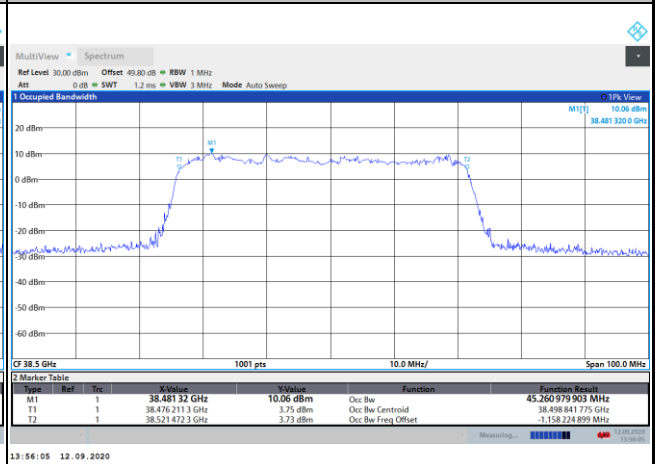 MultiView Spectrum
Ref Level 30.00 dBm Offset 49.80 dB RBW 1 MHz
Att 0 dB SWT 1.2 ms VBW 3 MHz Mode Auto Sweep
1 Occupied Bandwidth 1Pk View
M1[1] 10.06 dBm
38.481 320 0 GHz
20 dBm
M1
10 dBm
T1 T2
0 dBm
-10 dBm
-20 dBm
-30 dBm
-40 dBm
-50 dBm
-60 dBm
CF 38.5 GHz 1001 pts 10.0 MHz/ Span 100.0 MHz
2 Marker Table
Type Ref Trc X-Value Y-Value Function Function Result
M1 1 38.481 32 GHz 10.06 dBm Occ Bw 45.260 979 903 MHz
T1 1 38.476 211 3 GHz 3.75 dBm Occ Bw Centroid 38.498 841 775 GHz
T2 1 38.521 472 3 GHz 3.73 dBm Occ Bw Freq Offset -1.158 224 899 MHz
Measuring... 12.09.2020
13:56:05
13:56:05 12.09.2020